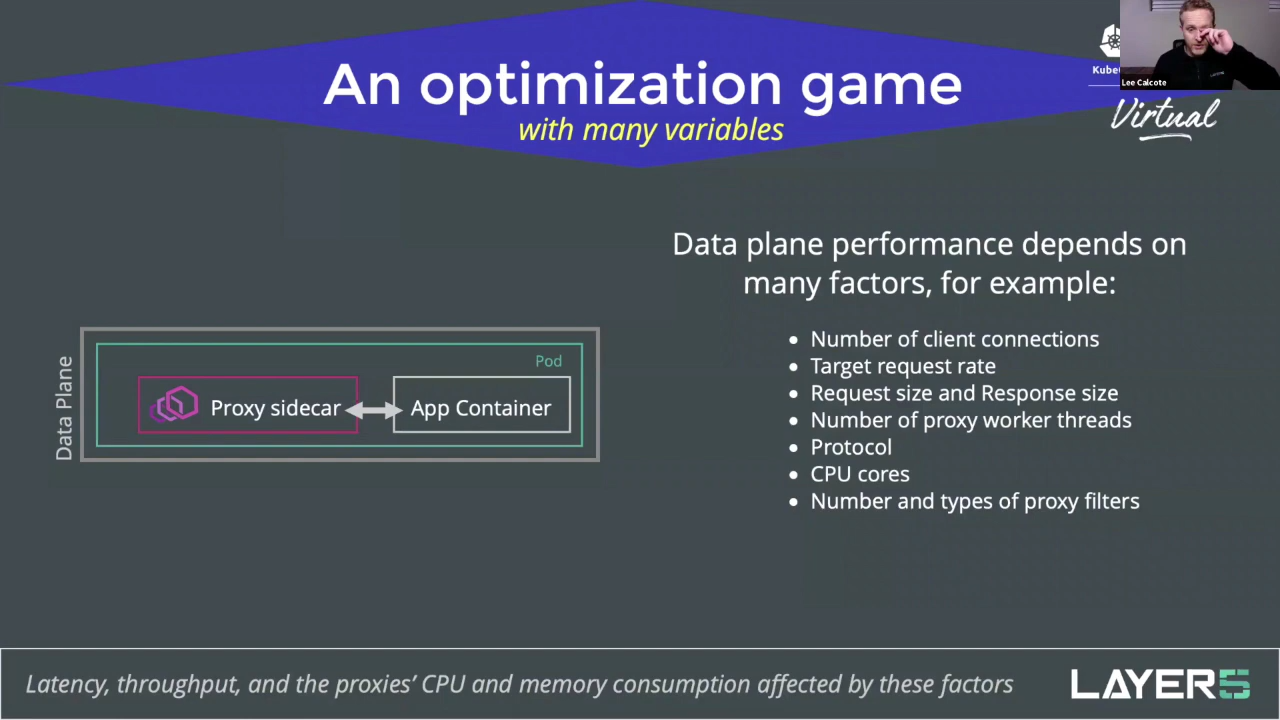 An optimization game
with many variables
Kube
Lee Calcote
Virtual
Data plane performance depends on
many factors, for example:
Data Plane
Pod
Proxy sidecar
App Container
• Number of client connections
• Target request rate
• Request size and Response size
• Number of proxy worker threads
• Protocol
• CPU cores
• Number and types of proxy filters
Latency, throughput, and the proxies’ CPU and memory consumption affected by these factors
LAYER5